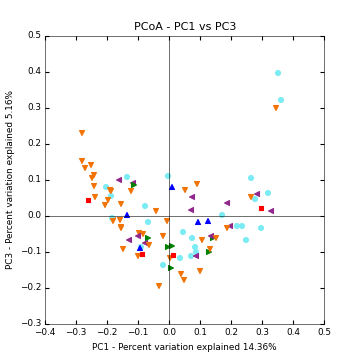 PCoA - PC1 vs PC3
0.5
0.4
0.3
0.2
0.1
0.0
−0.1
−0.2
−0.3
PC3 - Percent variation explained 5.16%
−0.4 −0.3 −0.2 −0.1 0.0 0.1 0.2 0.3 0.4 0.5
PC1 - Percent variation explained 14.36%